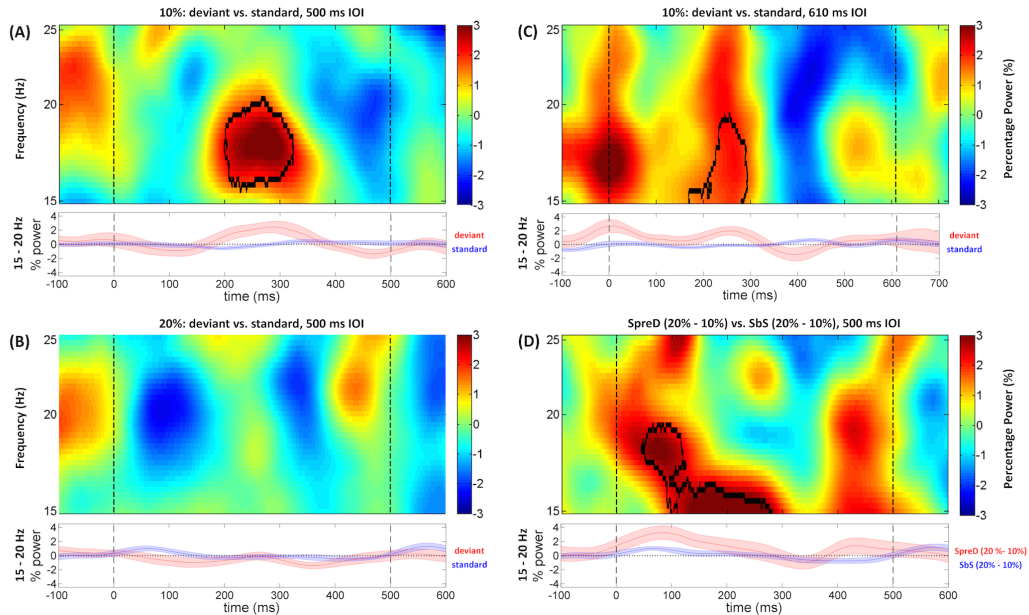 (A)
10%: deviant vs. standard, 500 ms IOI
Frequency (Hz)
25
20
15
3
2
1
0
-1
-2
-3
15 - 20 Hz
% power
4
2
0
-2
-4
deviant
standard
-100 0 100 200 300 400 500 600
time (ms)
(C)
10%: deviant vs. standard, 610 ms IOI
25
20
15
3
2
1
0
-1
-2
-3
Percentage Power (%)
15 - 20 Hz
% power
4
2
0
-2
-4
deviant
standard
-100 0 100 200 300 400 500 600 700
time (ms)
(B)
20%: deviant vs. standard, 500 ms IOI
Frequency (Hz)
25
20
15
3
2
1
0
-1
-2
-3
15 - 20 Hz
% power
4
2
0
-2
-4
deviant
standard
-100 0 100 200 300 400 500 600
time (ms)
(D)
SpreD (20% - 10%) vs. SbS (20% - 10%), 500 ms IOI
25
20
15
3
2
1
0
-1
-2
-3
Percentage Power (%)
15 - 20 Hz
% power
4
2
0
-2
-4
SpreD (20 %- 10%)
SbS (20% - 10%)
-100 0 100 200 300 400 500 600
time (ms)